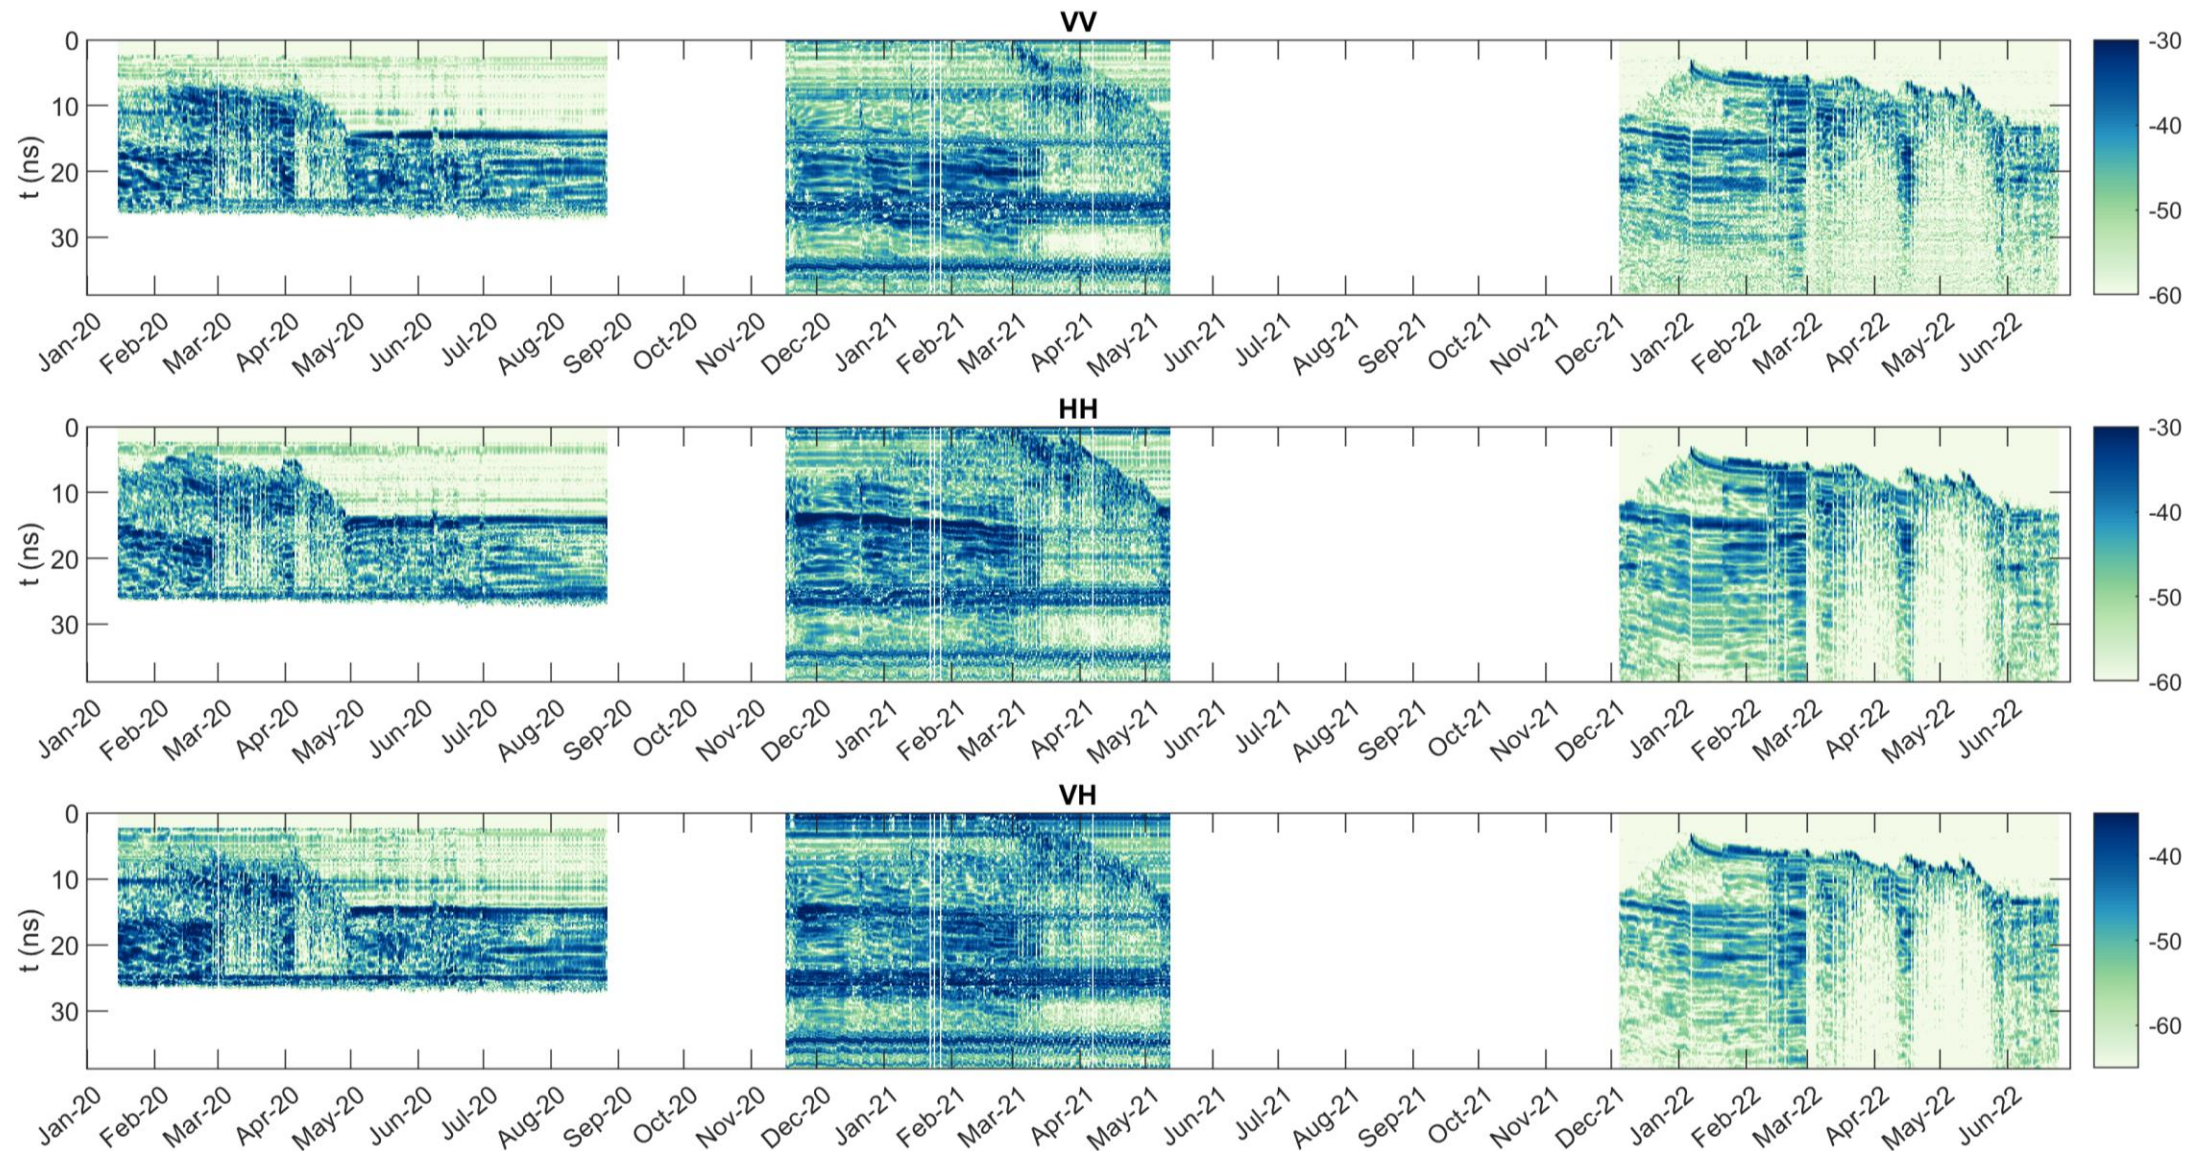 VV
0
10
20
30
t (ns)
Jan-20 Feb-20 Mar-20 Apr-20 May-20 Jun-20 Jul-20 Aug-20 Sep-20 Oct-20 Nov-20 Dec-20 Jan-21 Feb-21 Mar-21 Apr-21 May-21 Jun-21 Jul-21 Aug-21 Sep-21 Oct-21 Nov-21 Dec-21 Jan-22 Feb-22 Mar-22 Apr-22 May-22 Jun-22
-30
-40
-50
-60
HH
0
10
20
30
t (ns)
Jan-20 Feb-20 Mar-20 Apr-20 May-20 Jun-20 Jul-20 Aug-20 Sep-20 Oct-20 Nov-20 Dec-20 Jan-21 Feb-21 Mar-21 Apr-21 May-21 Jun-21 Jul-21 Aug-21 Sep-21 Oct-21 Nov-21 Dec-21 Jan-22 Feb-22 Mar-22 Apr-22 May-22 Jun-22
-30
-40
-50
-60
VH
0
10
20
30
t (ns)
Jan-20 Feb-20 Mar-20 Apr-20 May-20 Jun-20 Jul-20 Aug-20 Sep-20 Oct-20 Nov-20 Dec-20 Jan-21 Feb-21 Mar-21 Apr-21 May-21 Jun-21 Jul-21 Aug-21 Sep-21 Oct-21 Nov-21 Dec-21 Jan-22 Feb-22 Mar-22 Apr-22 May-22 Jun-22
-40
-50
-60